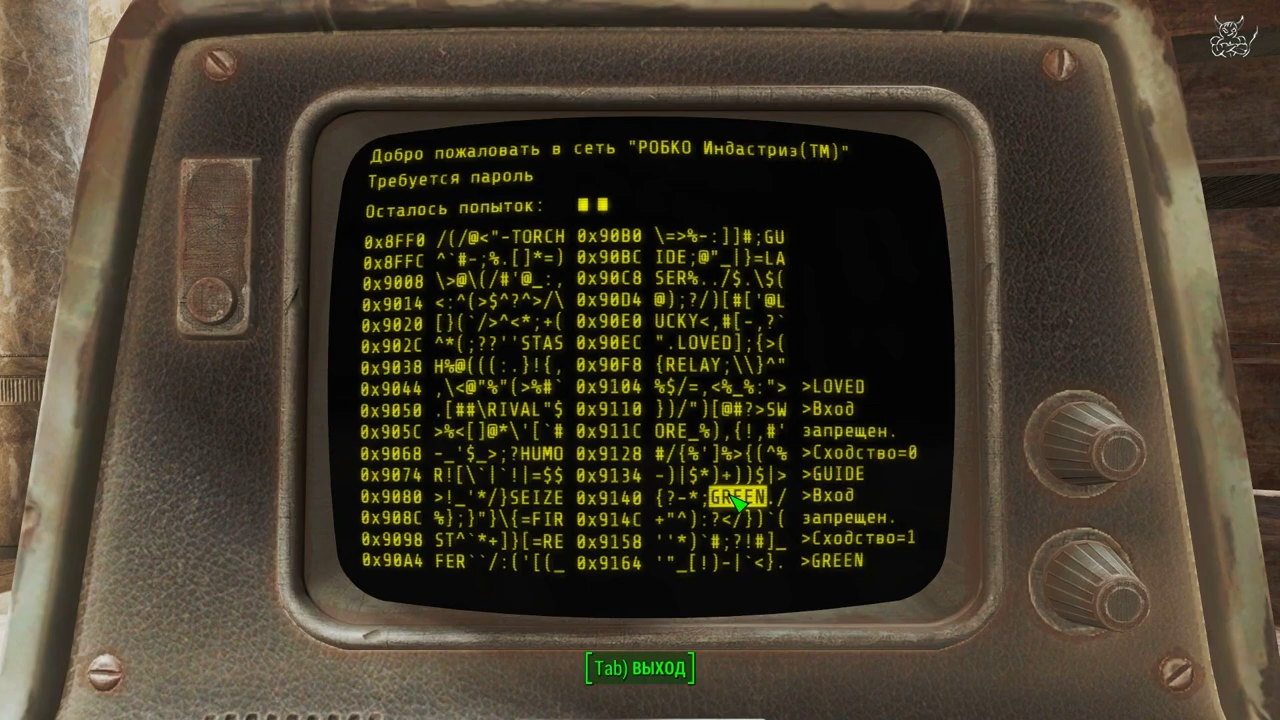 Добро пожаловать в сеть "РОБКО Индастриз(ТМ)"
Требуется пароль
Осталось попыток: ■ ■
0x8FF0 /(/@<"-TORCH 0x90B0 \=>%-:]]#;GU
0x8FFC ^`#-;%.[]*=) 0x90BC IDE;@"_|}=LA
0x9008 \>@\(/#'@_:, 0x90C8 SER%../$.\$(
0x9014 <:^(>$^?^>/\ 0x90D4 @);?/)[#['@L
0x9020 [}(`/>^<*;+( 0x90E0 UCKY<,#[-,?`
0x902C ^*(;??''STAS 0x90EC ".LOVED];{>(
0x9038 H%@(((:.}!{, 0x90F8 {RELAY;\\}^"
0x9044 ,\<@"%"(>%#` 0x9104 %$/=,<%_%:"> >LOVED
0x9050 .[##\RIVAL"$ 0x9110 })/")[@#?>SW >Вход
0x905C >%<[]@*\'[`# 0x911C ORE_%),{!,#' запрещен.
0x9068 -_'$_>;?HUMO 0x9128 #/{%']%>{(^% >Сходство=0
0x9074 R![\`|`!|=$$ 0x9134 -)|$*)+))$|> >GUIDE
0x9080 >!_'*/}SEIZE 0x9140 {?-*;GREEN./ >Вход
0x908C %};}"}\{=FIR 0x914C +"^):?</})`( запрещен.
0x9098 ST^`*+]}[=RE 0x9158 ''*)`#;?!#]_ >Сходство=1
0x90A4 FER``/:('[(_ 0x9164 '"_[!)-|`<}. >GREEN
[Tab) ВЫХОД]